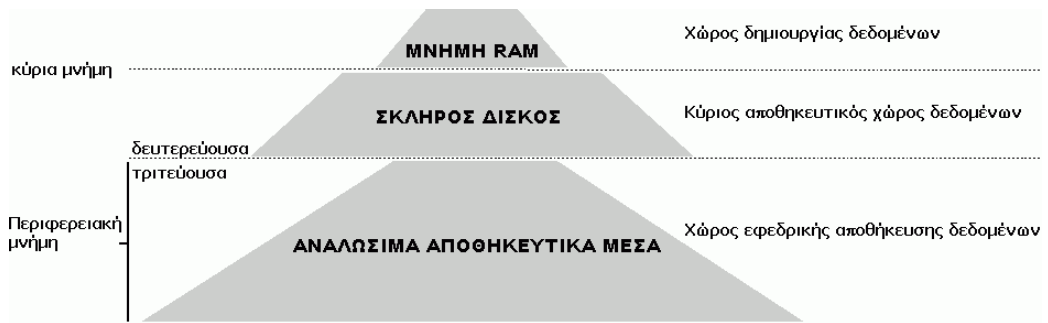 Χώρος δημιουργίας δεδομένων
ΜΝΗΜΗ RAM
κύρια μνήμη
Κύριος αποθηκευτικός χώρος δεδομένων
ΣΚΛΗΡΟΣ ΔΙΣΚΟΣ
δευτερεύουσα
τριτεύουσα
Περιφερειακή
μνήμη
Χώρος εφεδρικής αποθήκευσης δεδομένων
ΑΝΑΛΩΣΙΜΑ ΑΠΟΘΗΚΕΥΤΙΚΑ ΜΕΣΑ